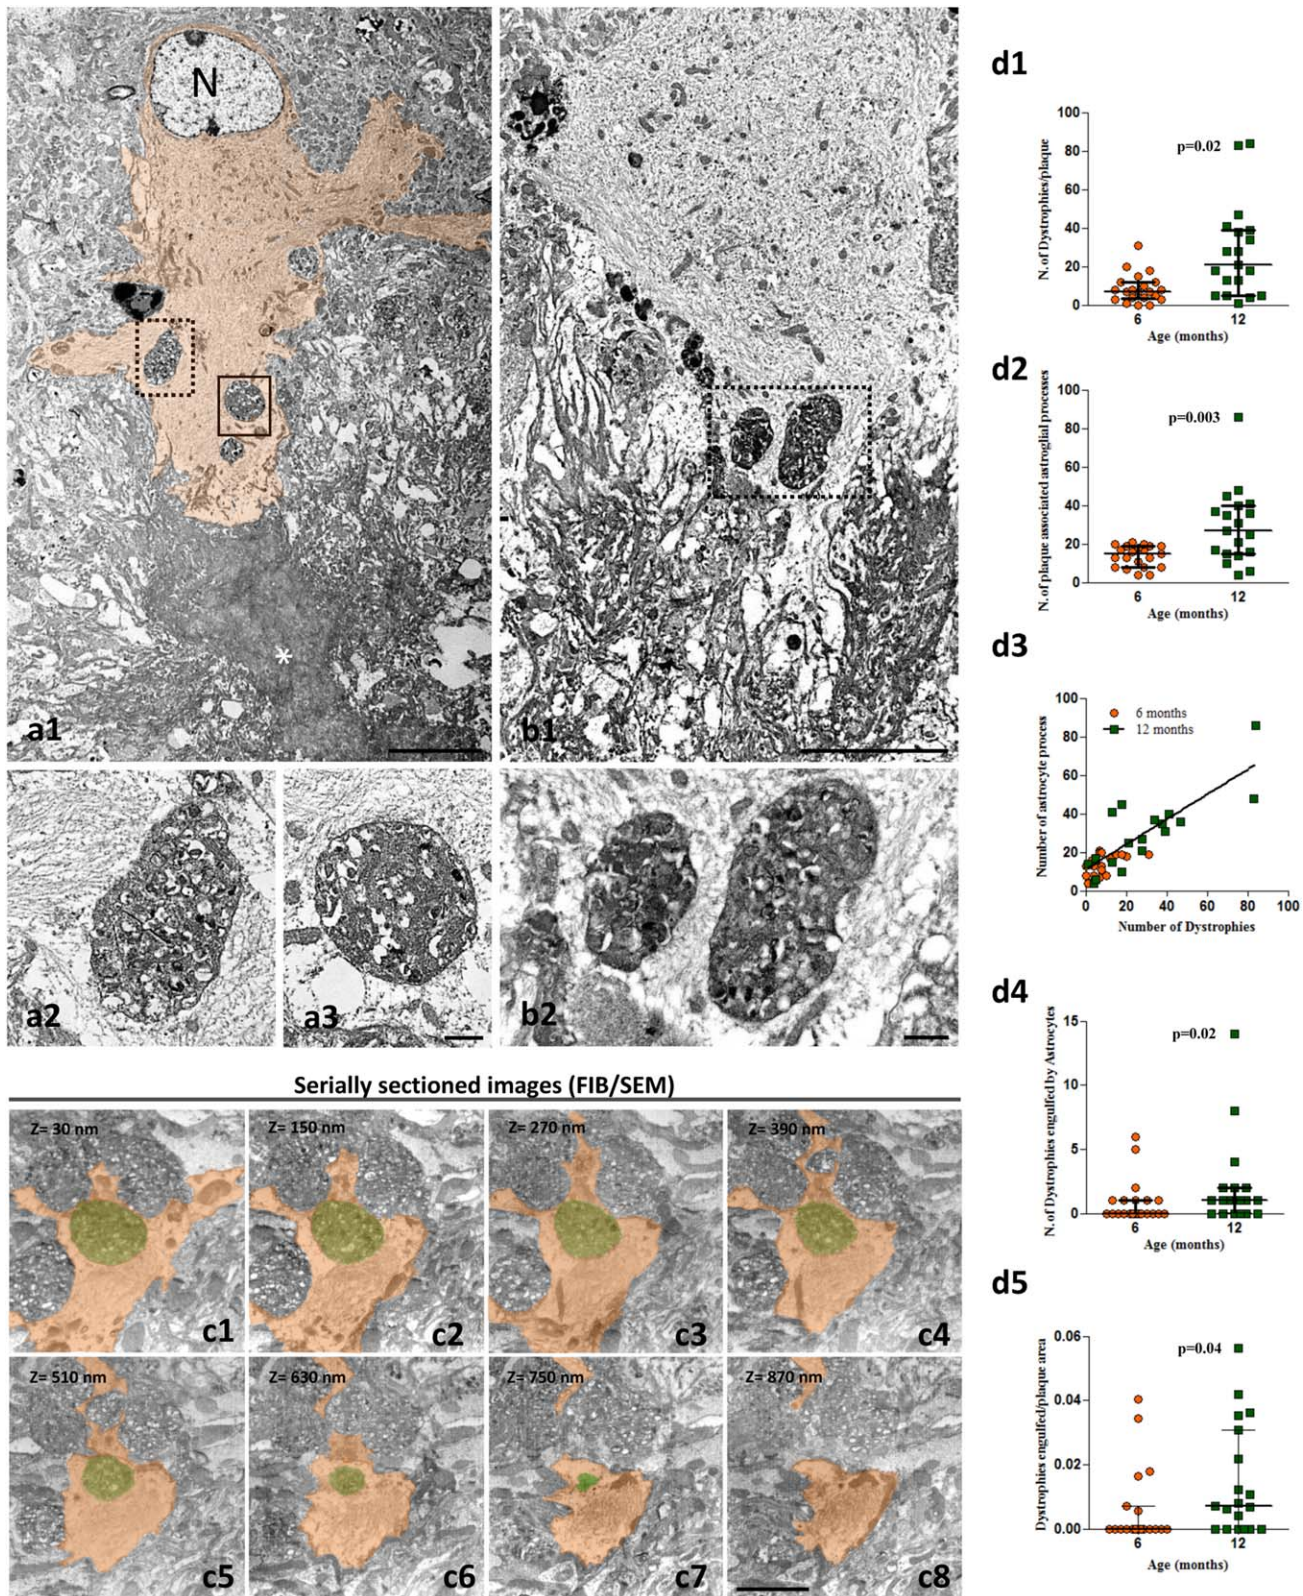 N
*
a1
b1
a2
a3
b2
Serially sectioned images (FIB/SEM)
Z= 30 nm
Z= 150 nm
Z= 270 nm
Z= 390 nm
c1
c2
c3
c4
Z= 510 nm
Z= 630 nm
Z= 750 nm
Z= 870 nm
c5
c6
c7
c8
d1
N. of Dystrophies/plaque
100
80
60
40
20
0
p=0.02
6
12
Age (months)
d2
N. of plaque associated astroglial processes
100
80
60
40
20
0
p=0.003
6
12
Age (months)
d3
Number of astrocyte process
100
80
60
40
20
0
6 months
12 months
0 20 40 60 80 100
Number of Dystrophies
d4
N. of Dystrophies engulfed by Astrocytes
15
10
5
0
p=0.02
6
12
Age (months)
d5
Dystrophies engulfed/plaque area
0.06
0.04
0.02
0.00
p=0.04
6
12
Age (months)